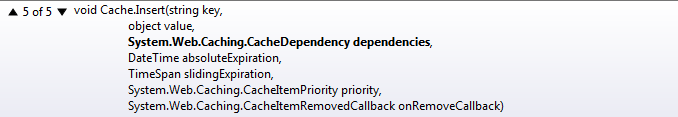 ▲ 5 of 5 ▼ void Cache.Insert(string key,
object value,
System.Web.Caching.CacheDependency dependencies,
DateTime absoluteExpiration,
TimeSpan slidingExpiration,
System.Web.Caching.CacheItemPriority priority,
System.Web.Caching.CacheItemRemovedCallback onRemoveCallback)